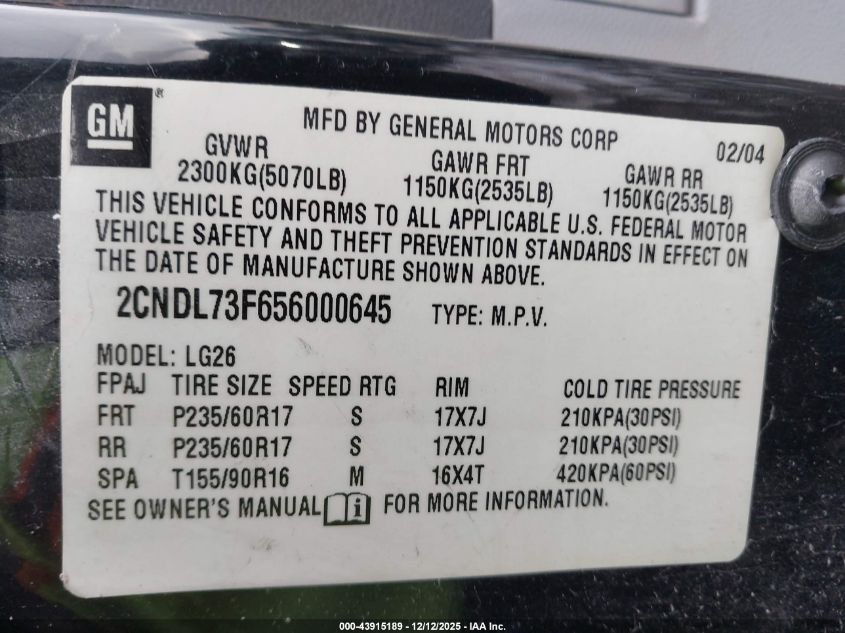 GM ®
MFD BY GENERAL MOTORS CORP 02/04
GVWR GAWR FRT GAWR RR
2300KG(5070LB) 1150KG(2535LB) 1150KG(2535LB)
THIS VEHICLE CONFORMS TO ALL APPLICABLE U.S. FEDERAL MOTOR
VEHICLE SAFETY AND THEFT PREVENTION STANDARDS IN EFFECT ON
THE DATE OF MANUFACTURE SHOWN ABOVE.
2CNDL73F656000645 TYPE: M.P.V.
MODEL: LG26
FPAJ TIRE SIZE SPEED RTG RIM COLD TIRE PRESSURE
FRT P235/60R17 S 17X7J 210KPA(30PSI)
RR P235/60R17 S 17X7J 210KPA(30PSI)
SPA T155/90R16 M 16X4T 420KPA(60PSI)
SEE OWNER'S MANUAL i FOR MORE INFORMATION.
000-43915189 - 12/12/2025 - IAA Inc.